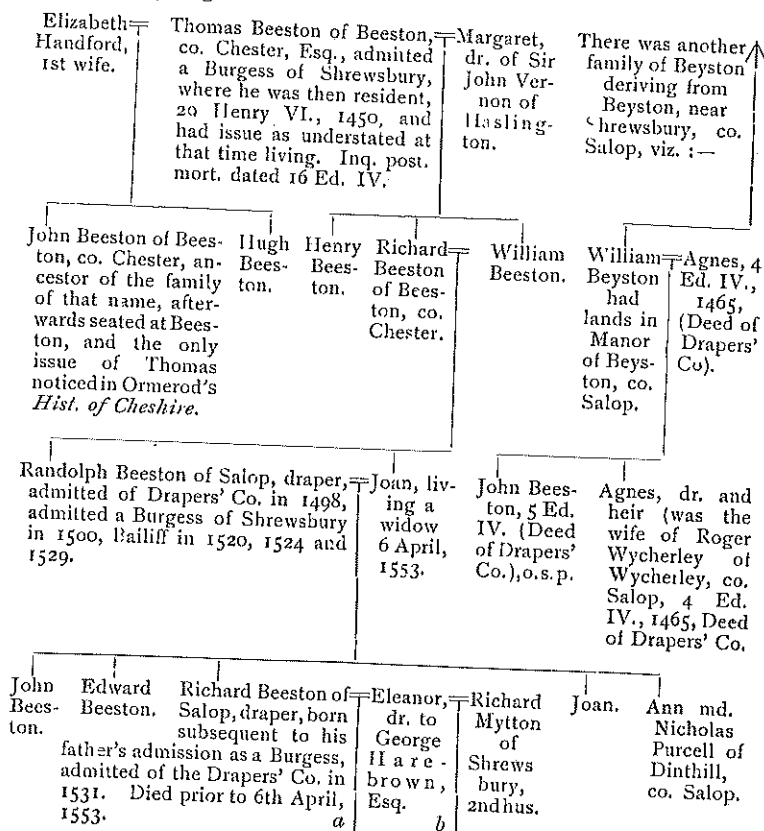 Elizabeth
Handford,
1st wife.
Thomas Beeston of Beeston,
co. Chester, Esq., admitted
a Burgess of Shrewsbury,
where he was then resident,
20 Henry VI., 1450, and
had issue as understated at
that time living. Inq. post.
mort. dated 16 Ed. IV.
Margaret,
dr. of Sir
John Ver-
non of
Hasling-
ton.
There was another
family of Beyston
deriving from
Beyston, near
Shrewsbury, co.
Salop, viz. :—
John Beeston of Bees-
ton, co. Chester, an-
cestor of the family
of that name, after-
wards seated at Bees-
ton, and the only
issue of Thomas
noticed in Ormerod's
Hist. of Cheshire.
Hugh
Bees-
ton.
Henry
Bees-
ton.
Richard
Beeston
of Bees-
ton, co.
Chester.
William
Beeston.
William
Beyston
had
lands in
Manor
of Beys-
ton, co.
Salop.
Agnes, 4
Ed. IV.,
1465,
(Deed of
Drapers'
Co).
Randolph Beeston of Salop, draper,
admitted of Drapers' Co. in 1498,
admitted a Burgess of Shrewsbury
in 1500, Bailiff in 1520, 1524 and
1529.
Joan, liv-
ing a
widow
6 April,
1553.
John Bees-
ton, 5 Ed.
IV. (Deed
of Drapers'
Co.), o.s.p.
Agnes, dr. and
heir (was the
wife of Roger
Wycherley of
Wycherley, co.
Salop, 4 Ed.
IV., 1465, Deed
of Drapers' Co.
John
Bees-
ton.
Edward
Beeston.
Richard Beeston of
Salop, draper, born
subsequent to his
father's admission as a Burgess,
admitted of the Drapers' Co. in
1531. Died prior to 6th April,
1553. a
Eleanor,
dr. to
George
Hare-
brown,
Esq.
b
Richard
Mytton
of
Shrews
bury,
2nd hus.
Joan.
Ann md.
Nicholas
Purcell of
Dinthill,
co. Salop.